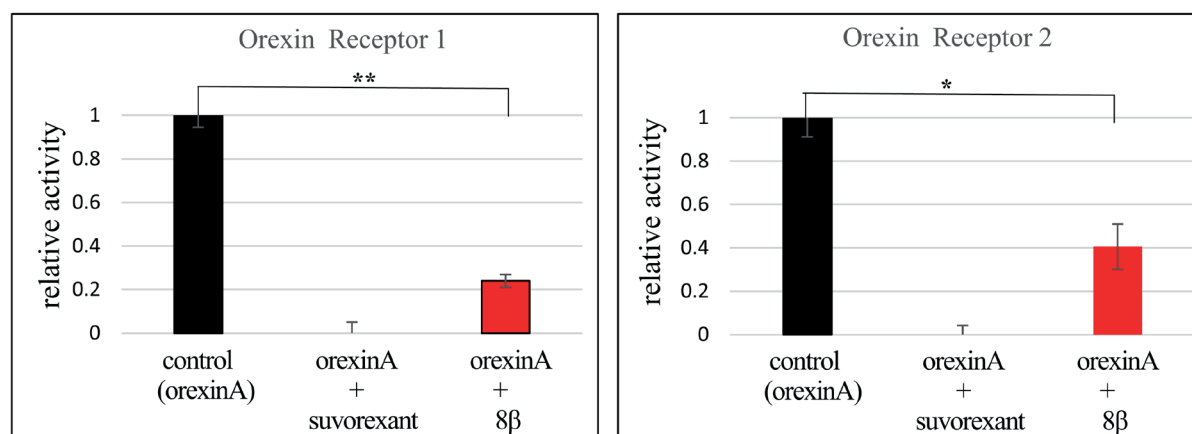 Orexin Receptor 1
**
relative activity
1
0.8
0.6
0.4
0.2
0
control
(orexinA)
orexinA
+
suvorexant
orexinA
+
8β
Orexin Receptor 2
*
relative activity
1
0.8
0.6
0.4
0.2
0
control
(orexinA)
orexinA
+
suvorexant
orexinA
+
8β